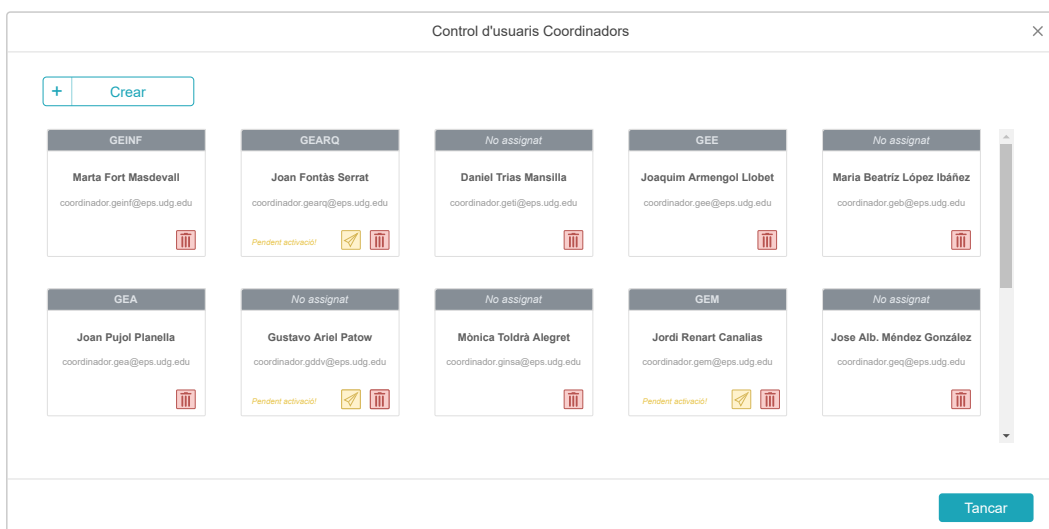 Control d'usuaris Coordinadors
+ Crear
GEINF
Marta Fort Masdevall
coordinador.geinf@eps.udg.edu
GEARQ
Joan Fontàs Serrat
coordinador.gearq@eps.udg.edu
Pendent activació!
No assignat
Daniel Trias Mansilla
coordinador.geti@eps.udg.edu
GEE
Joaquim Armengol Llobet
coordinador.gee@eps.udg.edu
No assignat
Maria Beatríz López Ibáñez
coordinador.geb@eps.udg.edu
GEA
Joan Pujol Planella
coordinador.gea@eps.udg.edu
No assignat
Gustavo Ariel Patow
coordinador.gddv@eps.udg.edu
Pendent activació!
No assignat
Mònica Toldrà Alegret
coordinador.ginsa@eps.udg.edu
GEM
Jordi Renart Canalias
coordinador.gem@eps.udg.edu
Pendent activació!
No assignat
Jose Alb. Méndez González
coordinador.geq@eps.udg.edu
Tancar